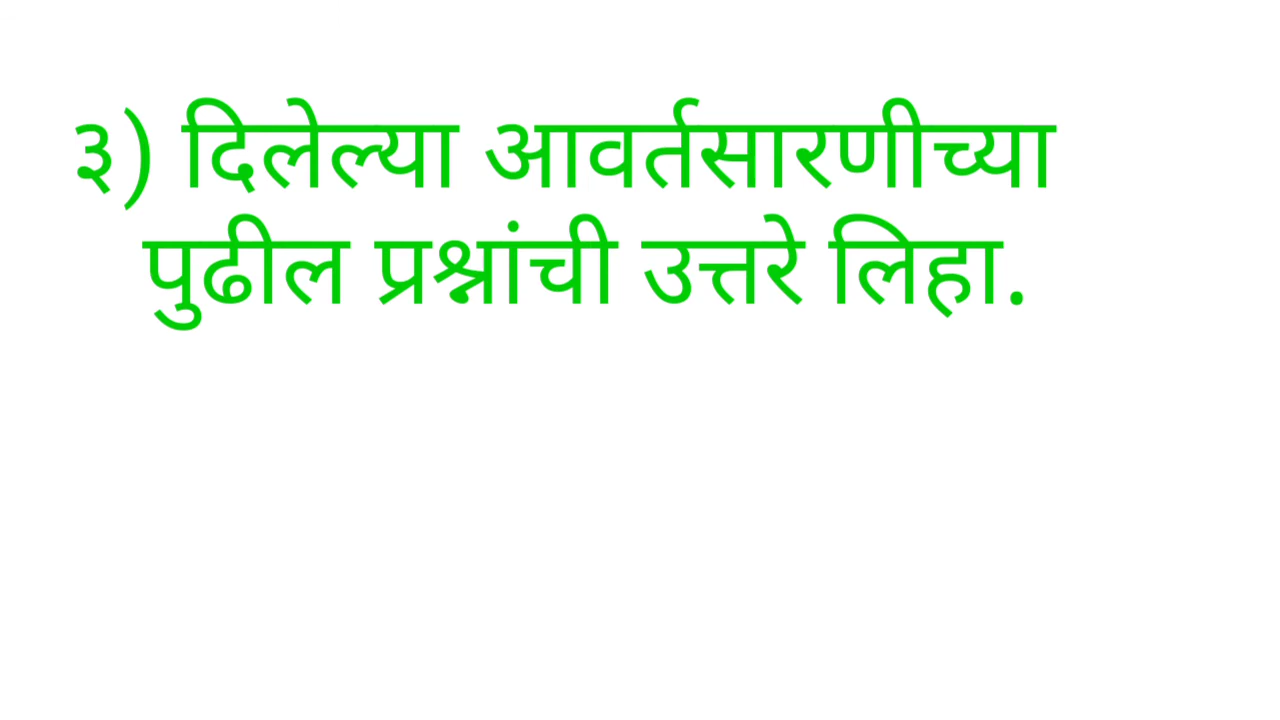 ३) दिलेल्या आवर्तसारणीच्या
पुढील प्रश्नांची उत्तरे लिहा.